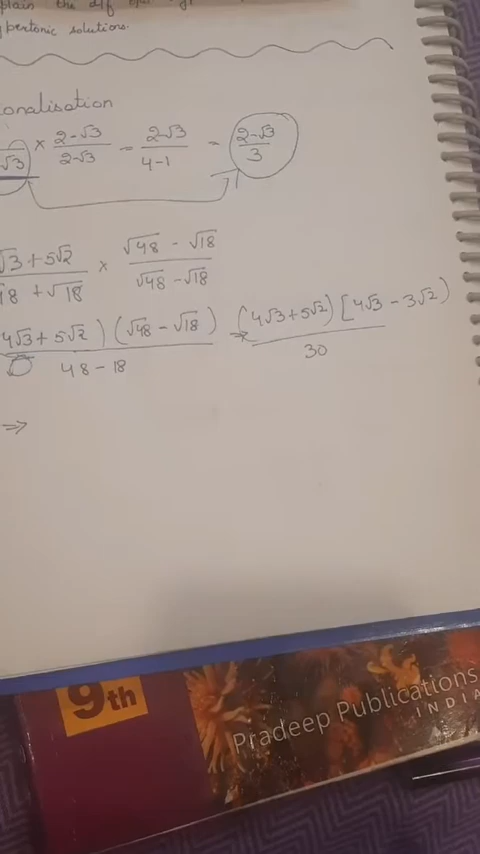 plain the dif
pertonic solutions.
onalisation
√3 × 2-√3 / 2-√3 = 2-√3 / 4-1 = 2-√3 / 3
√3+5√2 / √18 × √48 - √18 / √48 - √18
4√3+5√2) (√48 - √18) / 48-18 ⇒ (4√3+5√2) [4√3 - 3√2) / 30
⇒
9th
Pradeep Publications
INDIA